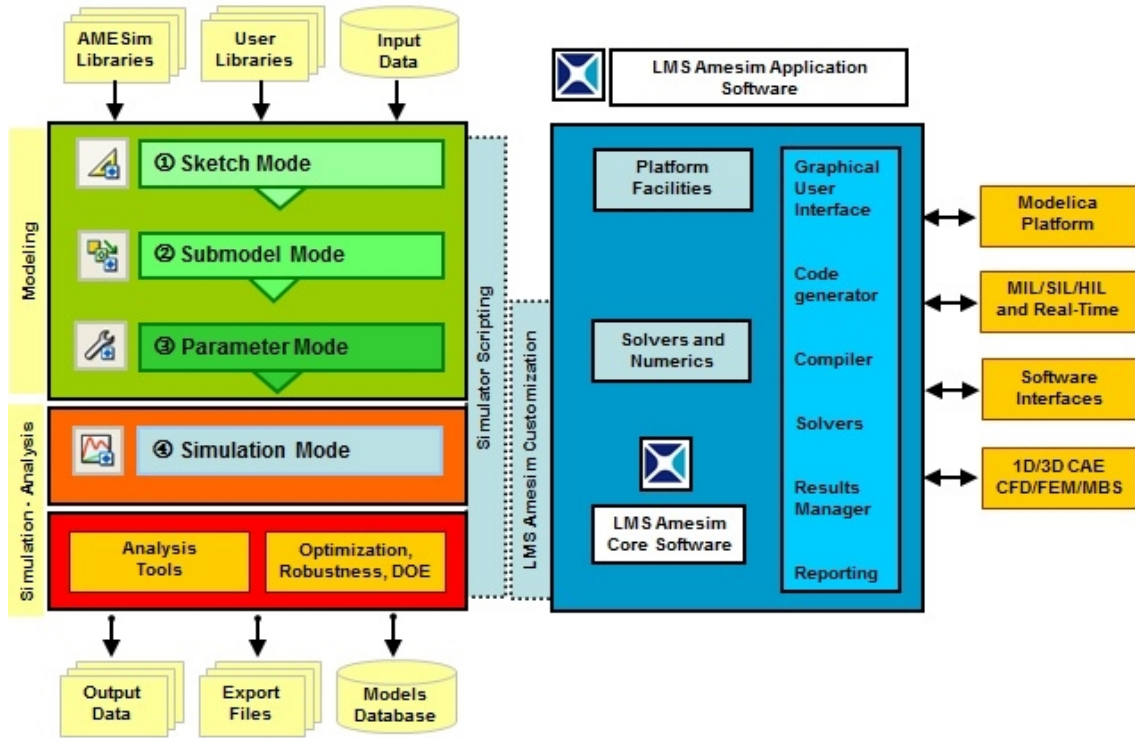 AMESim
Libraries
User
Libraries
Input
Data
Modeling
① Sketch Mode
② Submodel Mode
③ Parameter Mode
Simulation - Analysis
④ Simulation Mode
Analysis
Tools
Optimization,
Robustness, DOE
Output
Data
Export
Files
Models
Database
Simulator Scripting
LMS Amesim Customization
LMS Amesim Application
Software
Platform
Facilities
Solvers and
Numerics
LMS Amesim
Core Software
Graphical
User
Interface
Code
generator
Compiler
Solvers
Results
Manager
Reporting
Modelica
Platform
MIL/SIL/HIL
and Real-Time
Software
Interfaces
1D/3D CAE
CFD/FEM/MBS